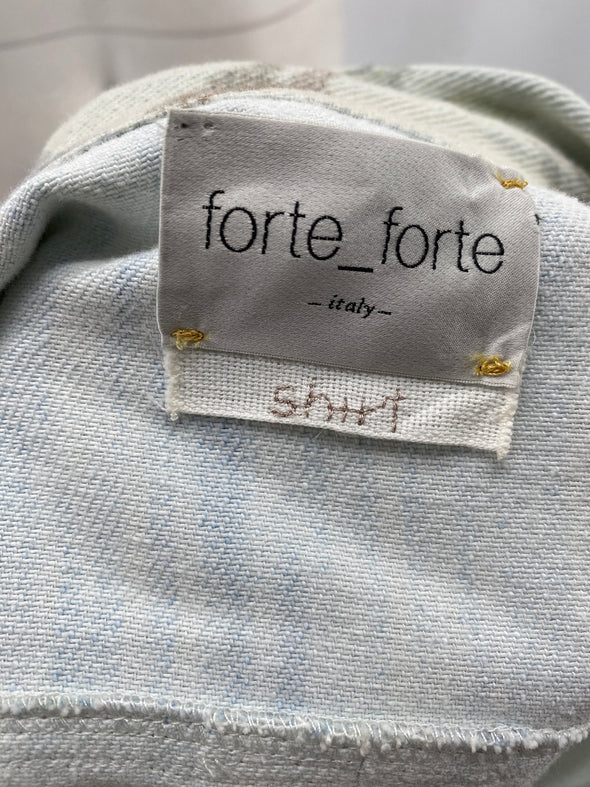 forte_forte
– italy –
shirt